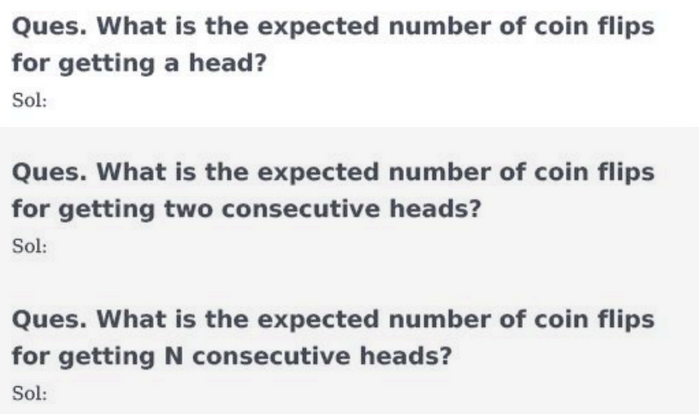 Ques. What is the expected number of coin flips
for getting a head?
Sol:
Ques. What is the expected number of coin flips
for getting two consecutive heads?
Sol:
Ques. What is the expected number of coin flips
for getting N consecutive heads?
Sol: